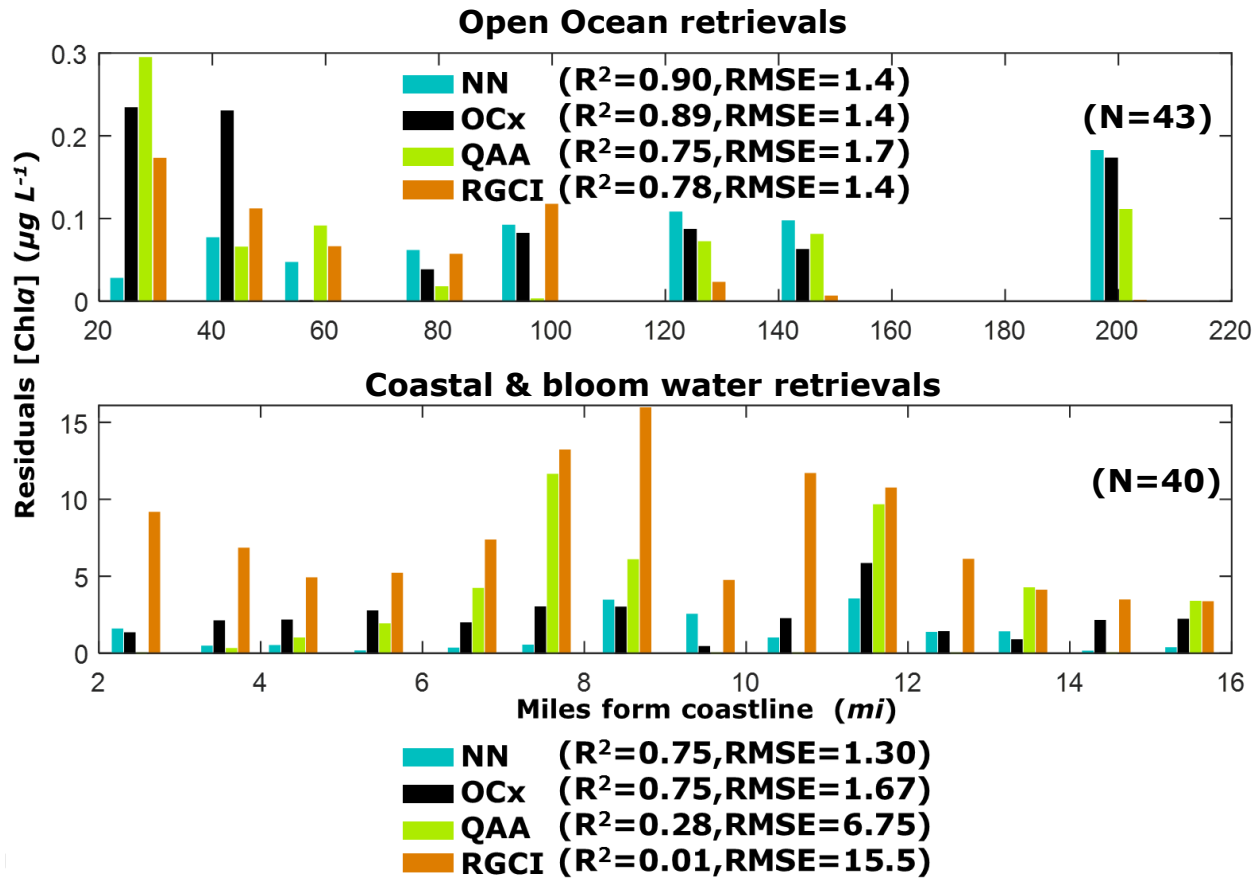 Open Ocean retrievals
0.3
0.2
0.1
0
NN (R²=0.90,RMSE=1.4)
OCx (R²=0.89,RMSE=1.4)
QAA (R²=0.75,RMSE=1.7)
RGCI (R²=0.78,RMSE=1.4)
(N=43)
20 40 60 80 100 120 140 160 180 200 220
Residuals [Chla] (µg L⁻¹)
Coastal & bloom water retrievals
15
10
5
0
(N=40)
2 4 6 8 10 12 14 16
Miles form coastline (mi)
NN (R²=0.75,RMSE=1.30)
OCx (R²=0.75,RMSE=1.67)
QAA (R²=0.28,RMSE=6.75)
RGCI (R²=0.01,RMSE=15.5)